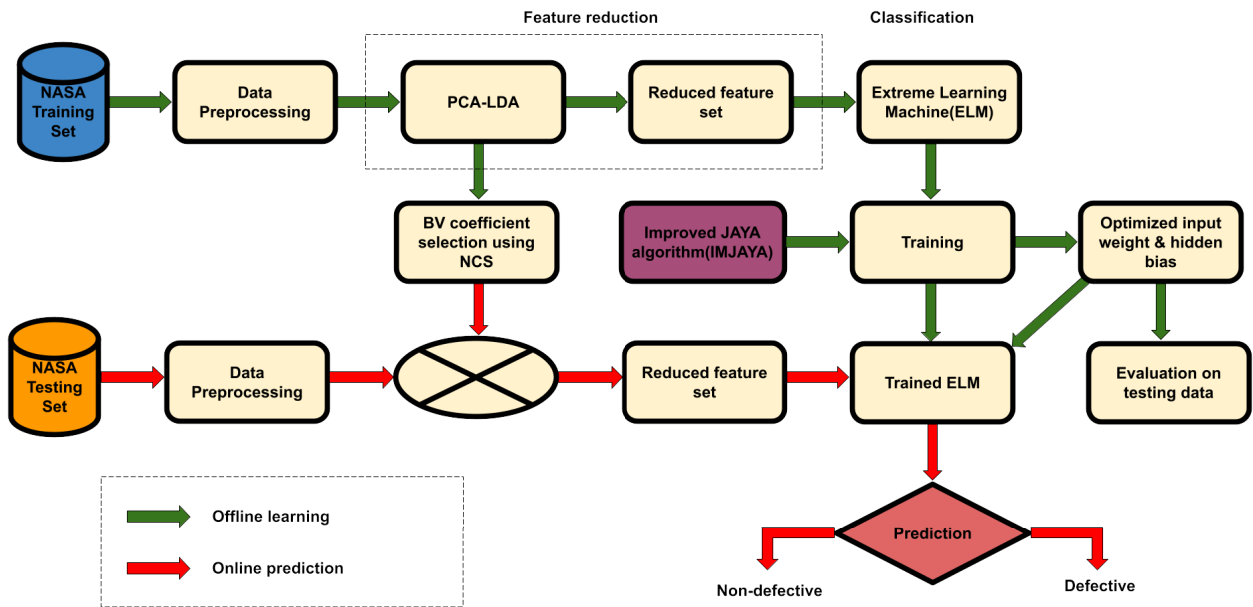 Feature reduction
Classification
NASA
Training
Set
Data
Preprocessing
PCA-LDA
Reduced feature
set
Extreme Learning
Machine(ELM)
BV coefficient
selection using
NCS
Improved JAYA
algorithm(IMJAYA)
Training
Optimized input
weight & hidden
bias
NASA
Testing
Set
Data
Preprocessing
Reduced feature
set
Trained ELM
Evaluation on
testing data
Offline learning
Online prediction
Prediction
Non-defective
Defective